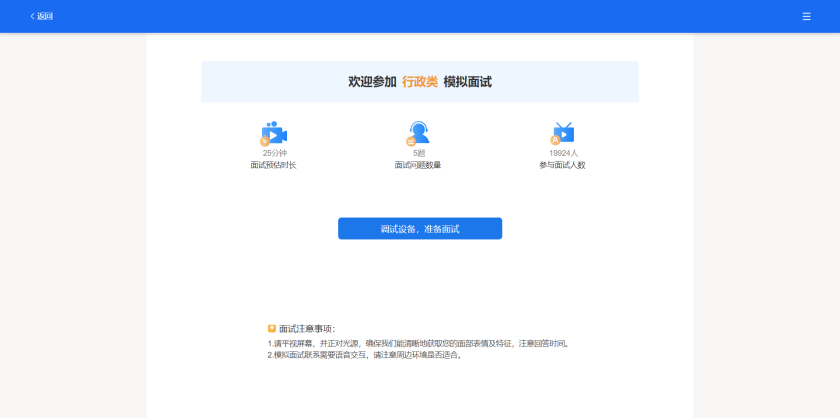 返回
欢迎参加 行政类 模拟面试
25分钟
面试预估时长
5题
面试问题数量
19924人
参与面试人数
调试设备，准备面试
面试注意事项：
1.请平视屏幕，并正对光源，确保我们能清晰地获取您的面部表情及特征，注意回答时间。
2.模拟面试联系需要语音交互，请注意周边环境是否适合。